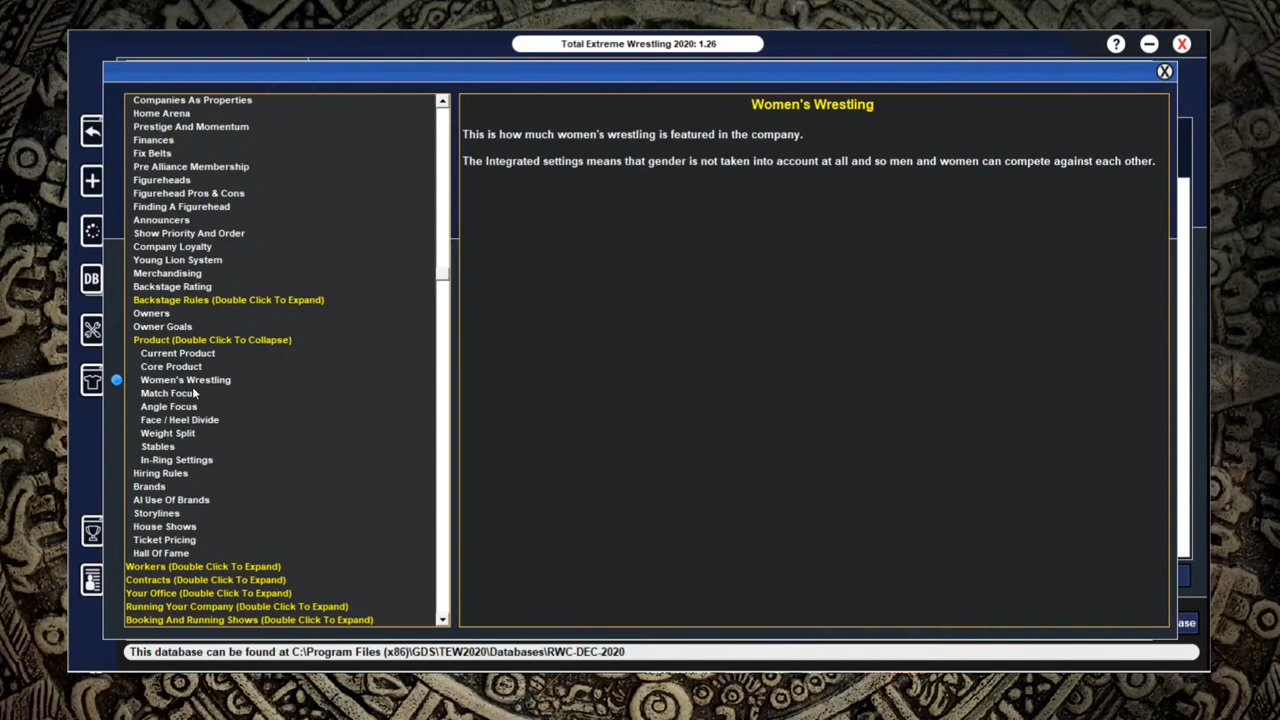 Total Extreme Wrestling 2020: 1.26
? X
X
Companies As Properties
Home Arena
Prestige And Momentum
Finances
Fix Belts
Pre Alliance Membership
Figureheads
Figurehead Pros & Cons
Finding A Figurehead
Announcers
Show Priority And Order
Company Loyalty
Young Lion System
Merchandising
Backstage Rating
Backstage Rules (Double Click To Expand)
Owners
Owner Goals
Product (Double Click To Collapse)
Current Product
Core Product
Women's Wrestling
Match Focus
Angle Focus
Face / Heel Divide
Weight Split
Stables
In-Ring Settings
Hiring Rules
Brands
AI Use Of Brands
Storylines
House Shows
Ticket Pricing
Hall Of Fame
Workers (Double Click To Expand)
Contracts (Double Click To Expand)
Your Office (Double Click To Expand)
Running Your Company (Double Click To Expand)
Booking And Running Shows (Double Click To Expand)
Women's Wrestling
This is how much women's wrestling is featured in the company.
The Integrated settings means that gender is not taken into account at all and so men and women can compete against each other.
DB
ase
This database can be found at C:\Program Files (x86)\GDS\TEW2020\Databases\RWC-DEC-2020